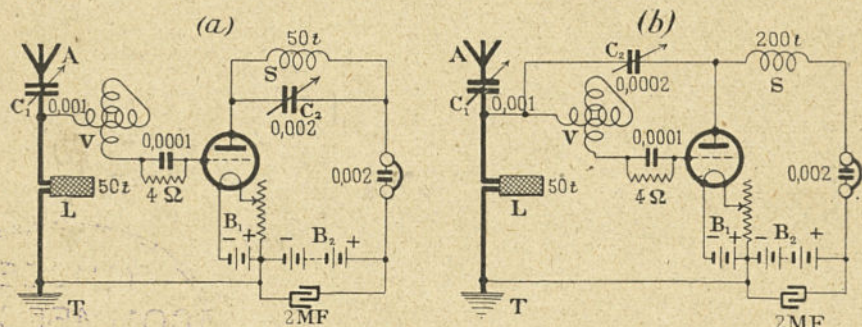 (a)
A
C₁
0,001
V
0,0001
4 Ω
50 t
L
T
50 t
S
C₂
0,002
B₁
- +
B₂
- +
0,002
2MF
(b)
A
C₁
0,001
V
0,0001
4 Ω
50 t
L
T
C₂
0,0002
200 t
S
0,002
B₁
- +
B₂
- +
2MF